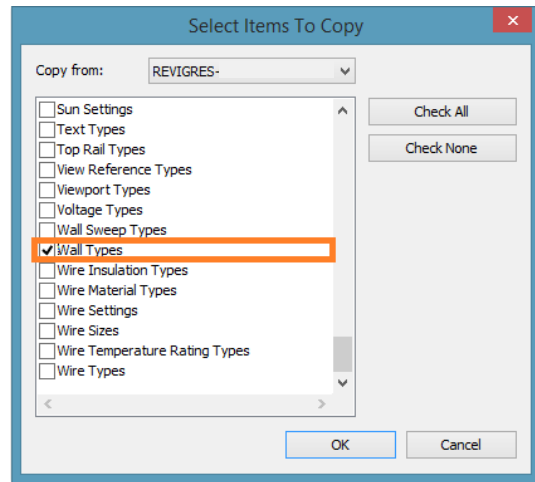 Select Items To Copy
Copy from: REVIGRES-
Sun Settings
Text Types
Top Rail Types
View Reference Types
Viewport Types
Voltage Types
Wall Sweep Types
Wall Types
Wire Insulation Types
Wire Material Types
Wire Settings
Wire Sizes
Wire Temperature Rating Types
Wire Types
Check All
Check None
OK Cancel